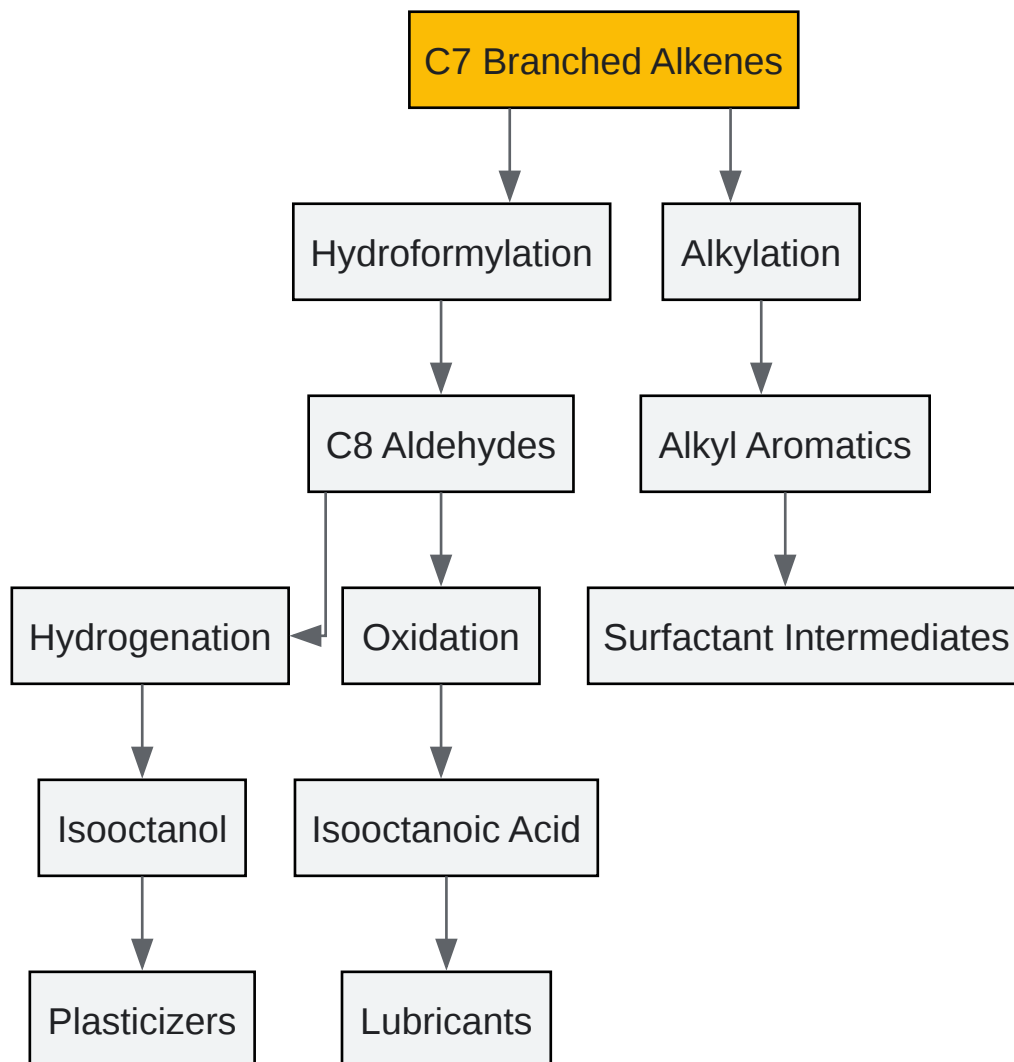 C7 Branched Alkenes
Hydroformylation
Alkylation
C8 Aldehydes
Alkyl Aromatics
Hydrogenation
Oxidation
Surfactant Intermediates
Isooctanol
Isooctanoic Acid
Plasticizers
Lubricants